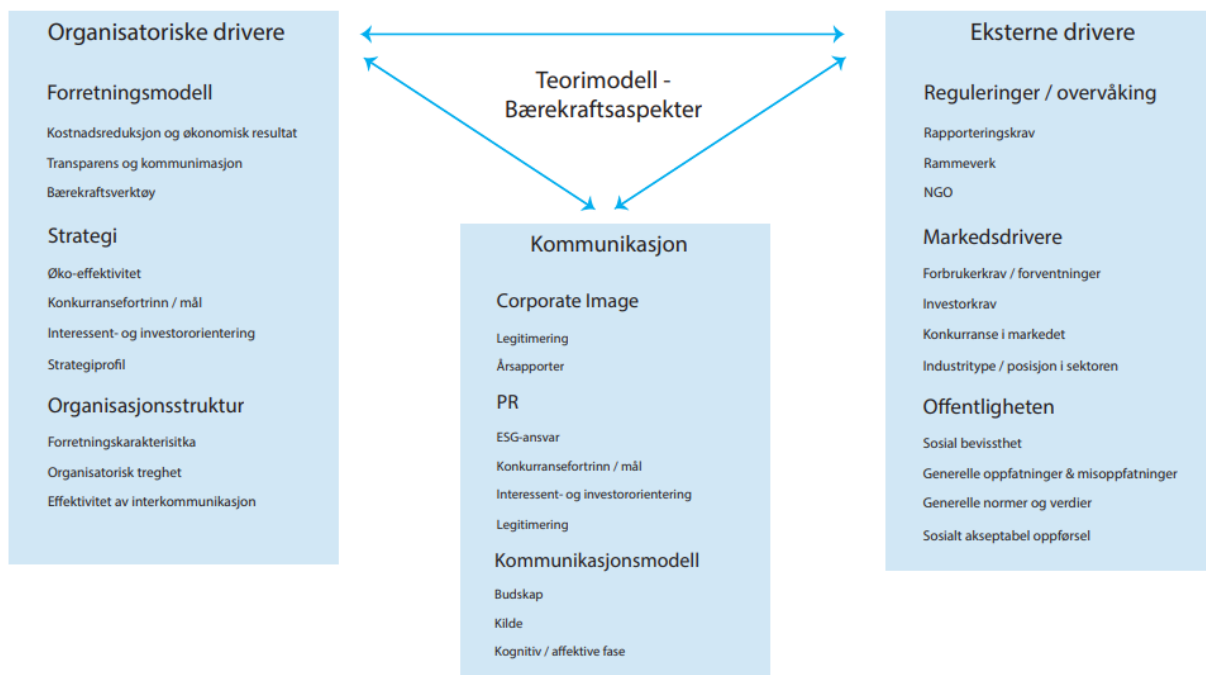 Organisatoriske drivere
Forretningsmodell
Kostnadsreduksjon og økonomisk resultat
Transparens og kommunimasjon
Bærekraftsverktøy
Strategi
Øko-effektivitet
Konkurransefortrinn / mål
Interessent- og investororientering
Strategiprofil
Organisasjonsstruktur
Forretningskarakterisitka
Organisatorisk treghet
Effektivitet av interkommunikasjon
Teorimodell -
Bærekraftsaspekter
Kommunikasjon
Corporate Image
Legitimering
Årsapporter
PR
ESG-ansvar
Konkurransefortrinn / mål
Interessent- og investororientering
Legitimering
Kommunikasjonsmodell
Budskap
Kilde
Kognitiv / affektive fase
Eksterne drivere
Reguleringer / overvåking
Rapporteringskrav
Rammeverk
NGO
Markedsdrivere
Forbrukerkrav / forventninger
Investorkrav
Konkurranse i markedet
Industritype / posisjon i sektoren
Offentligheten
Sosial bevissthet
Generelle oppfatninger & misoppfatninger
Generelle normer og verdier
Sosialt akseptabel oppførsel